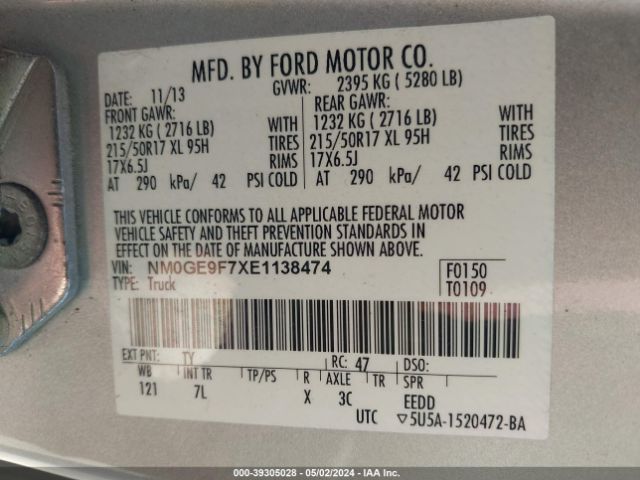 MFD. BY FORD MOTOR CO.
DATE: 11/13 GVWR: 2395 KG ( 5280 LB)
FRONT GAWR: REAR GAWR:
1232 KG ( 2716 LB) WITH 1232 KG ( 2716 LB) WITH
215/50R17 XL 95H TIRES 215/50R17 XL 95H TIRES
17X6.5J RIMS 17X6.5J RIMS
AT 290 kPa/ 42 PSI COLD AT 290 kPa/ 42 PSI COLD
THIS VEHICLE CONFORMS TO ALL APPLICABLE FEDERAL MOTOR
VEHICLE SAFETY AND THEFT PREVENTION STANDARDS IN
EFFECT ON THE DATE OF MANUFACTURE SHOWN ABOVE.
VIN: NM0GE9F7XE1138474 F0150
TYPE: Truck T0109
EXT PNT: TY RC: 47 DSO:
WB INT TR TP/PS R AXLE TR SPR
121 7L X 3C EEDD
UTC ▽5U5A-1520472-BA
000-39305028 - 05/02/2024 - IAA Inc.